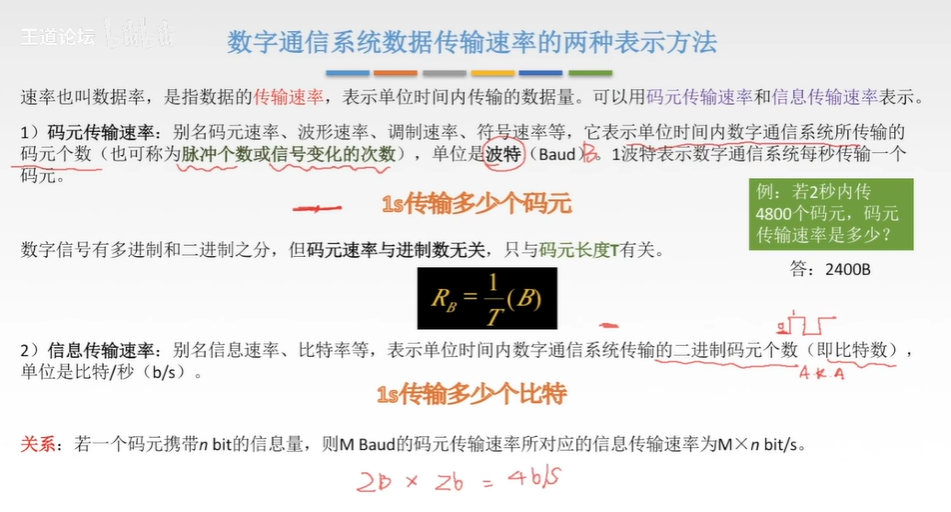 王道论坛 bilibili
数字通信系统数据传输速率的两种表示方法
速率也叫数据率，是指数据的传输速率，表示单位时间内传输的数据量。可以用码元传输速率和信息传输速率表示。
1）码元传输速率：别名码元速率、波形速率、调制速率、符号速率等，它表示单位时间内数字通信系统所传输的
码元个数（也可称为脉冲个数或信号变化的次数），单位是波特（Baud）B。1波特表示数字通信系统每秒传输一个
码元。
1s传输多少个码元
例：若2秒内传
4800个码元，码元
传输速率是多少？
答：2400B
数字信号有多进制和二进制之分，但码元速率与进制数无关，只与码元长度T有关。
R_B = 1/T (B)
0 1
2）信息传输速率：别名信息速率、比特率等，表示单位时间内数字通信系统传输的二进制码元个数（即比特数），
单位是比特/秒（b/s）。
A.K.A
1s传输多少个比特
关系：若一个码元携带n bit的信息量，则M Baud的码元传输速率所对应的信息传输速率为M×n bit/s。
2B × 2b = 4b/s